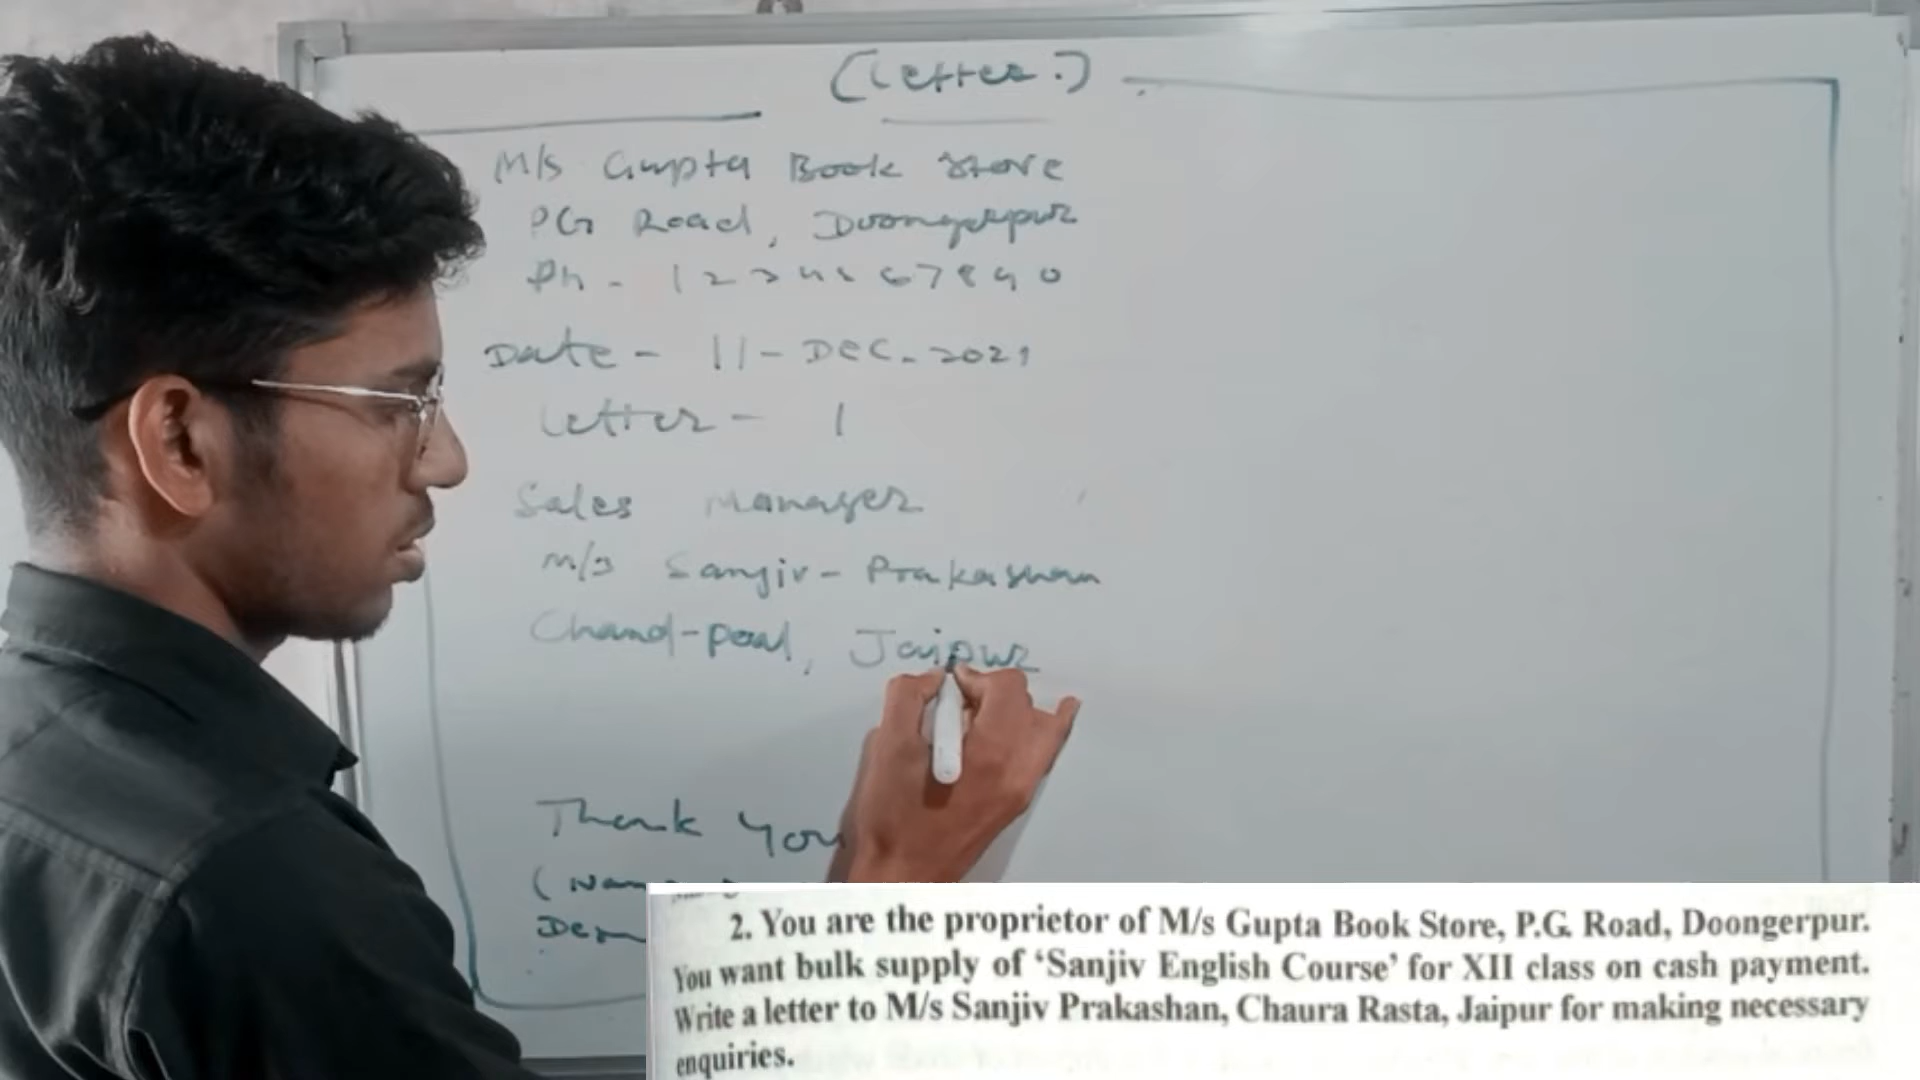 (Letter.)
M/s Gupta Book Store
PG Road, Doongerpur
Ph - 1234567890
Date - 11-Dec-2021
Letter - 1
Sales Manager
M/s Sanjiv-Prakashan
Chand-poal, Jaipur
Thank You
(Nam
2. You are the proprietor of M/s Gupta Book Store, P.G. Road, Doongerpur.
You want bulk supply of ‘Sanjiv English Course’ for XII class on cash payment.
Write a letter to M/s Sanjiv Prakashan, Chaura Rasta, Jaipur for making necessary
enquiries.